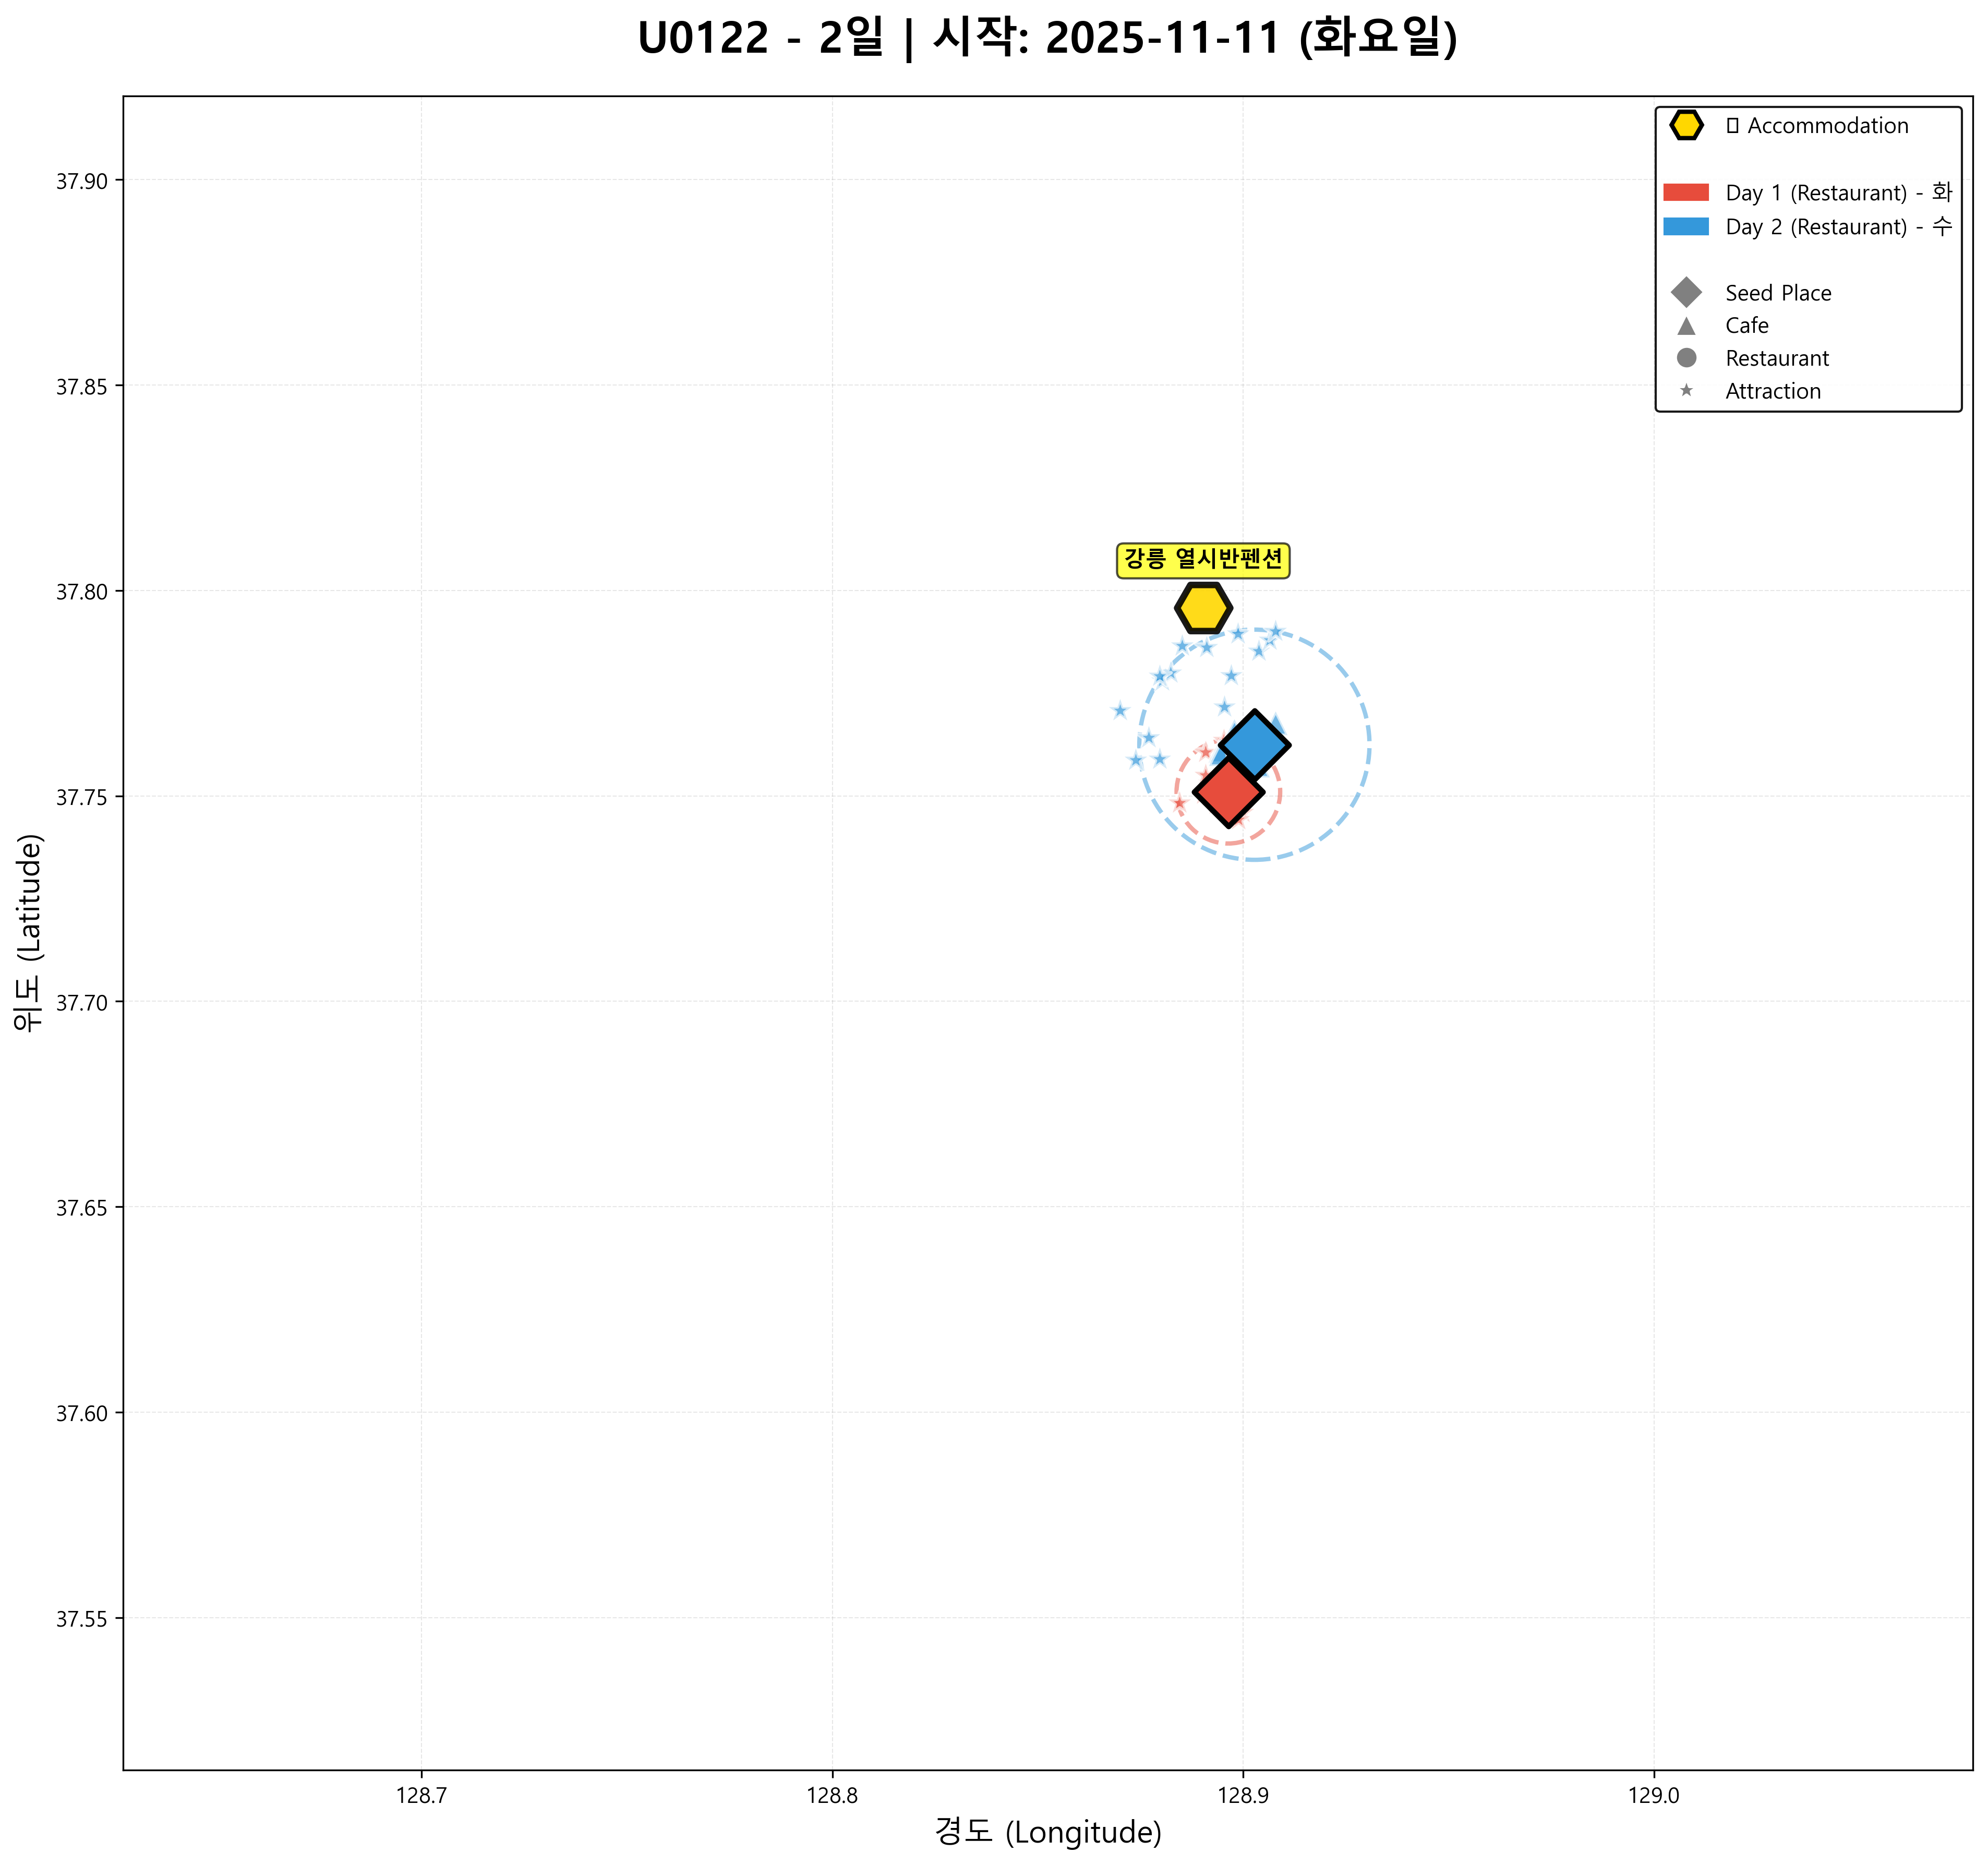 U0122 - 2일 | 시작: 2025-11-11 (화요일)
Accommodation
Day 1 (Restaurant) - 화
Day 2 (Restaurant) - 수
Seed Place
Cafe
Restaurant
Attraction
37.90
37.85
37.80
37.75
37.70
37.65
37.60
37.55
강릉 열시반펜션
위도 (Latitude)
128.7
128.8
128.9
129.0
경도 (Longitude)